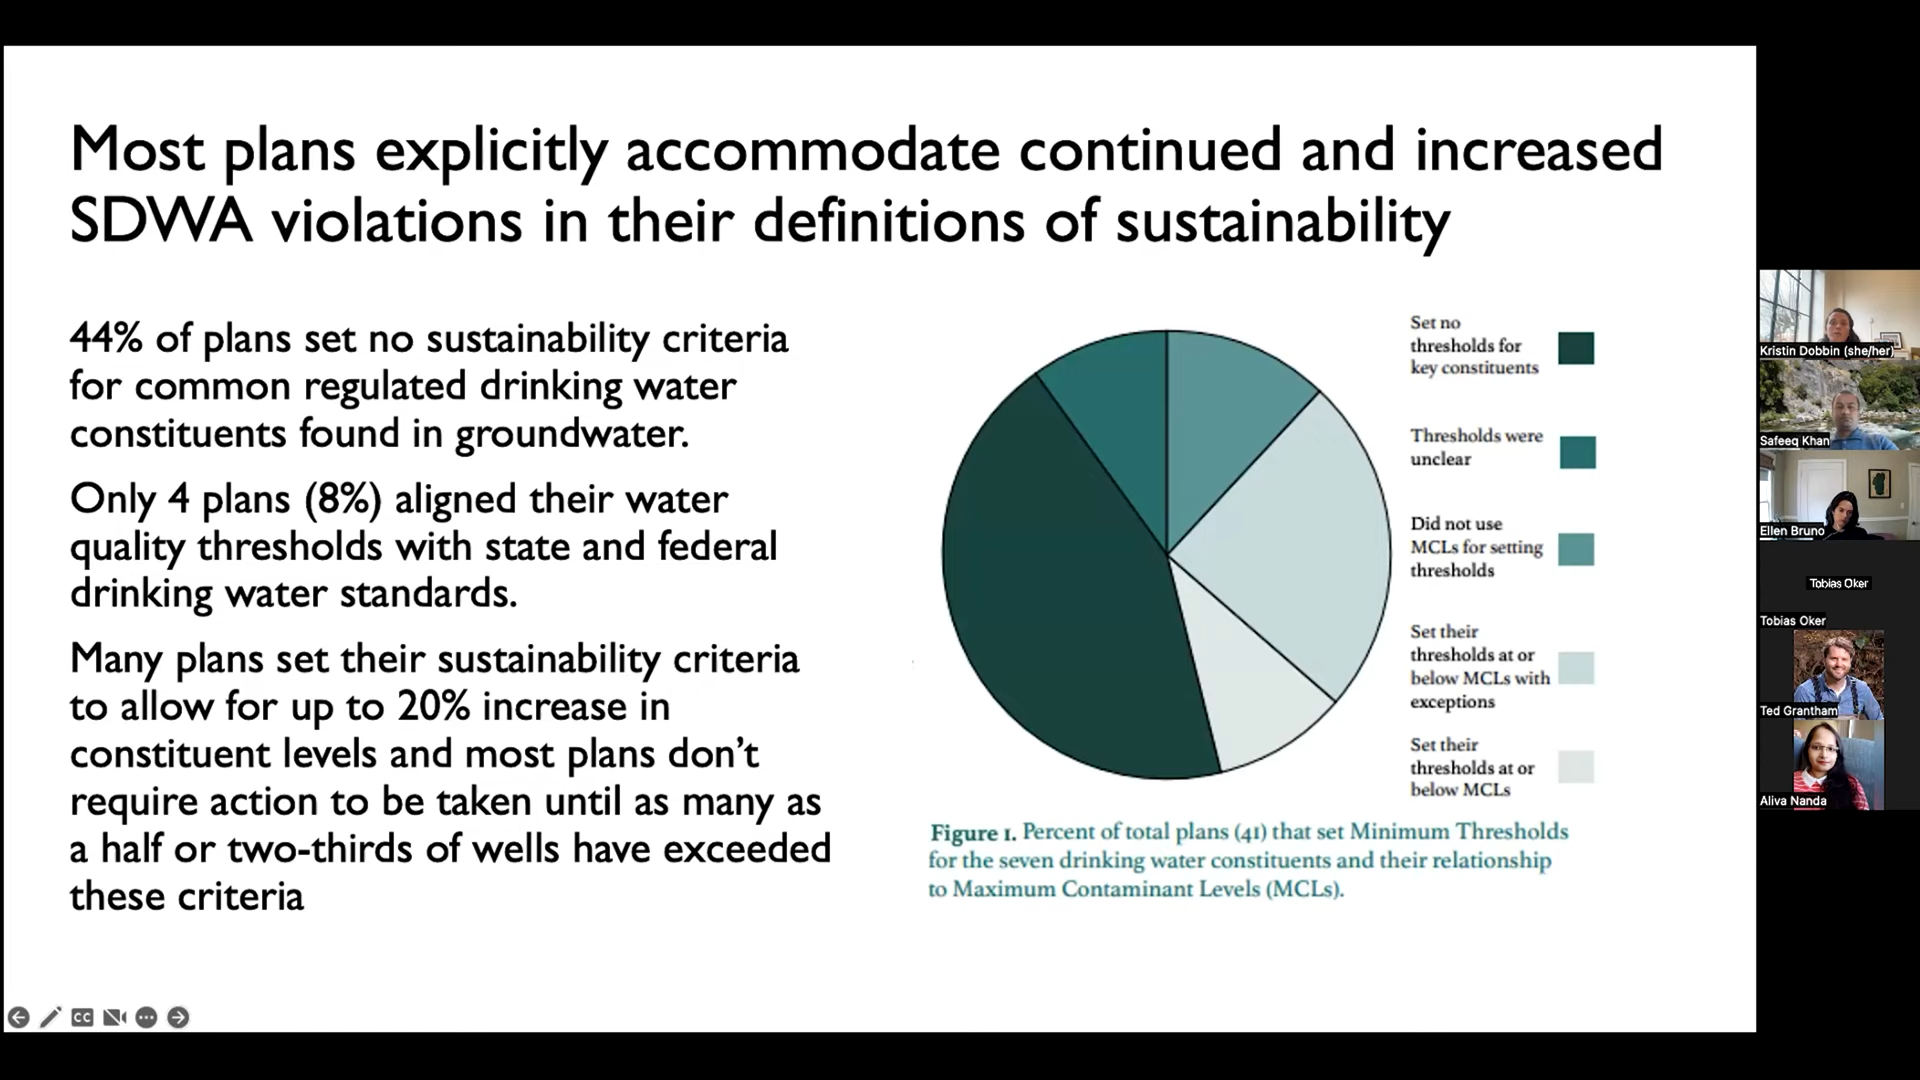 Most plans explicitly accommodate continued and increased
SDWA violations in their definitions of sustainability
44% of plans set no sustainability criteria
for common regulated drinking water
constituents found in groundwater.
Only 4 plans (8%) aligned their water
quality thresholds with state and federal
drinking water standards.
Many plans set their sustainability criteria
to allow for up to 20% increase in
constituent levels and most plans don’t
require action to be taken until as many as
a half or two-thirds of wells have exceeded
these criteria
Set no
thresholds for
key constituents
Thresholds were
unclear
Did not use
MCLs for setting
thresholds
Set their
thresholds at or
below MCLs with
exceptions
Set their
thresholds at or
below MCLs
Figure 1. Percent of total plans (41) that set Minimum Thresholds
for the seven drinking water constituents and their relationship
to Maximum Contaminant Levels (MCLs).
CC
Kristin Dobbin (she/her)
Safeeq Khan
Ellen Bruno
Tobias Oker
Tobias Oker
Ted Grantham
Aliva Nanda